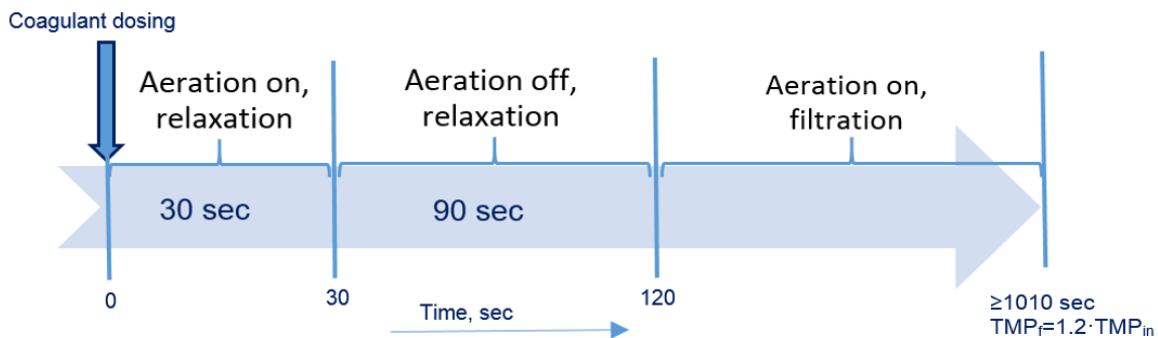 Coagulant dosing
Aeration on,
relaxation
Aeration off,
relaxation
Aeration on,
filtration
30 sec
90 sec
0
30
120
Time, sec
≥1010 sec
TMPf=1.2·TMPin